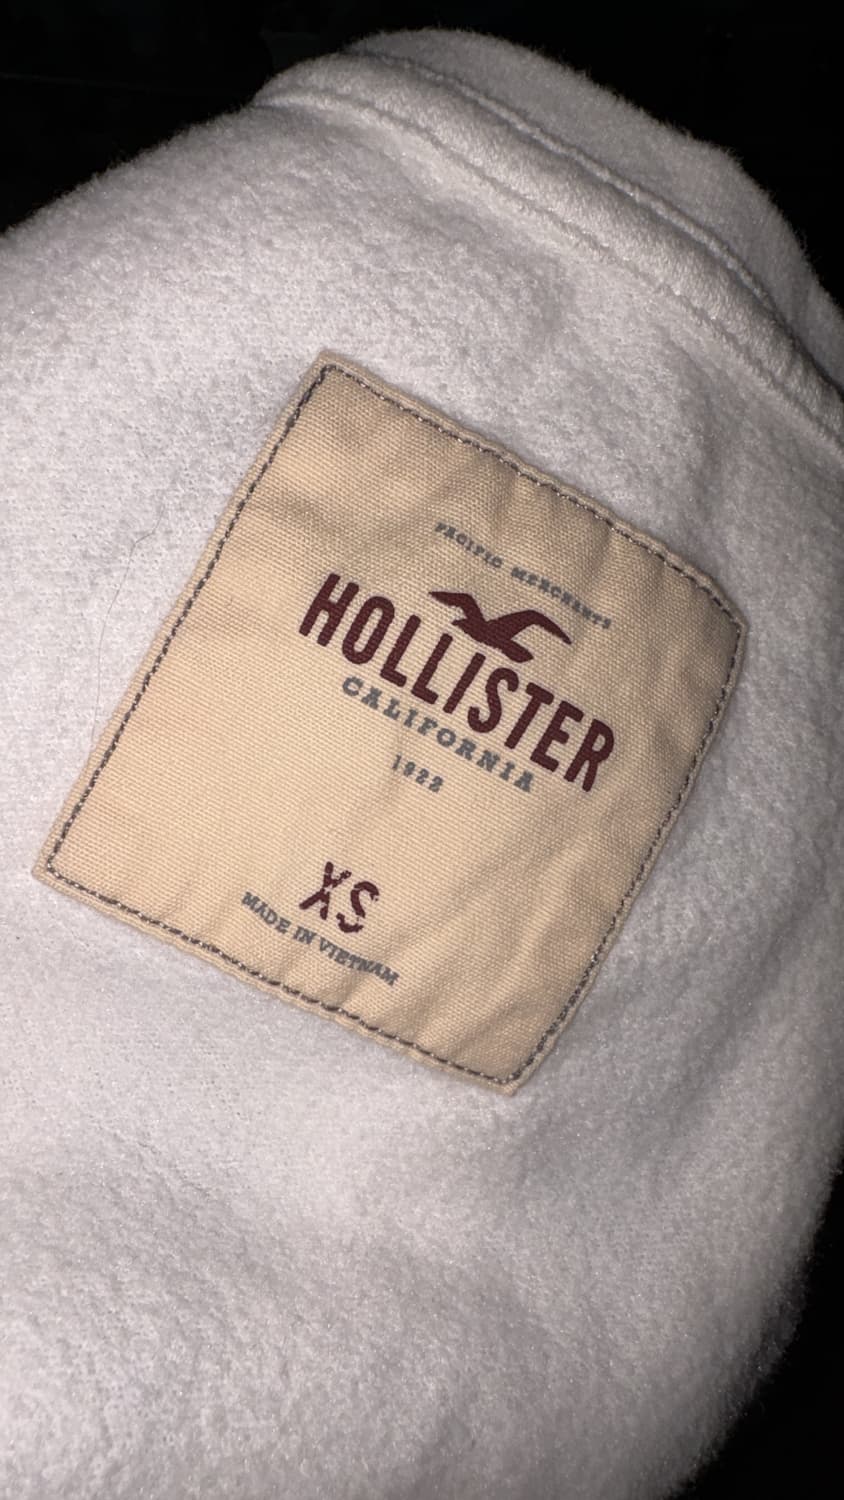 PACIFIC MERCHANTS
HOLLISTER
CALIFORNIA
1922
XS
MADE IN VIETNAM